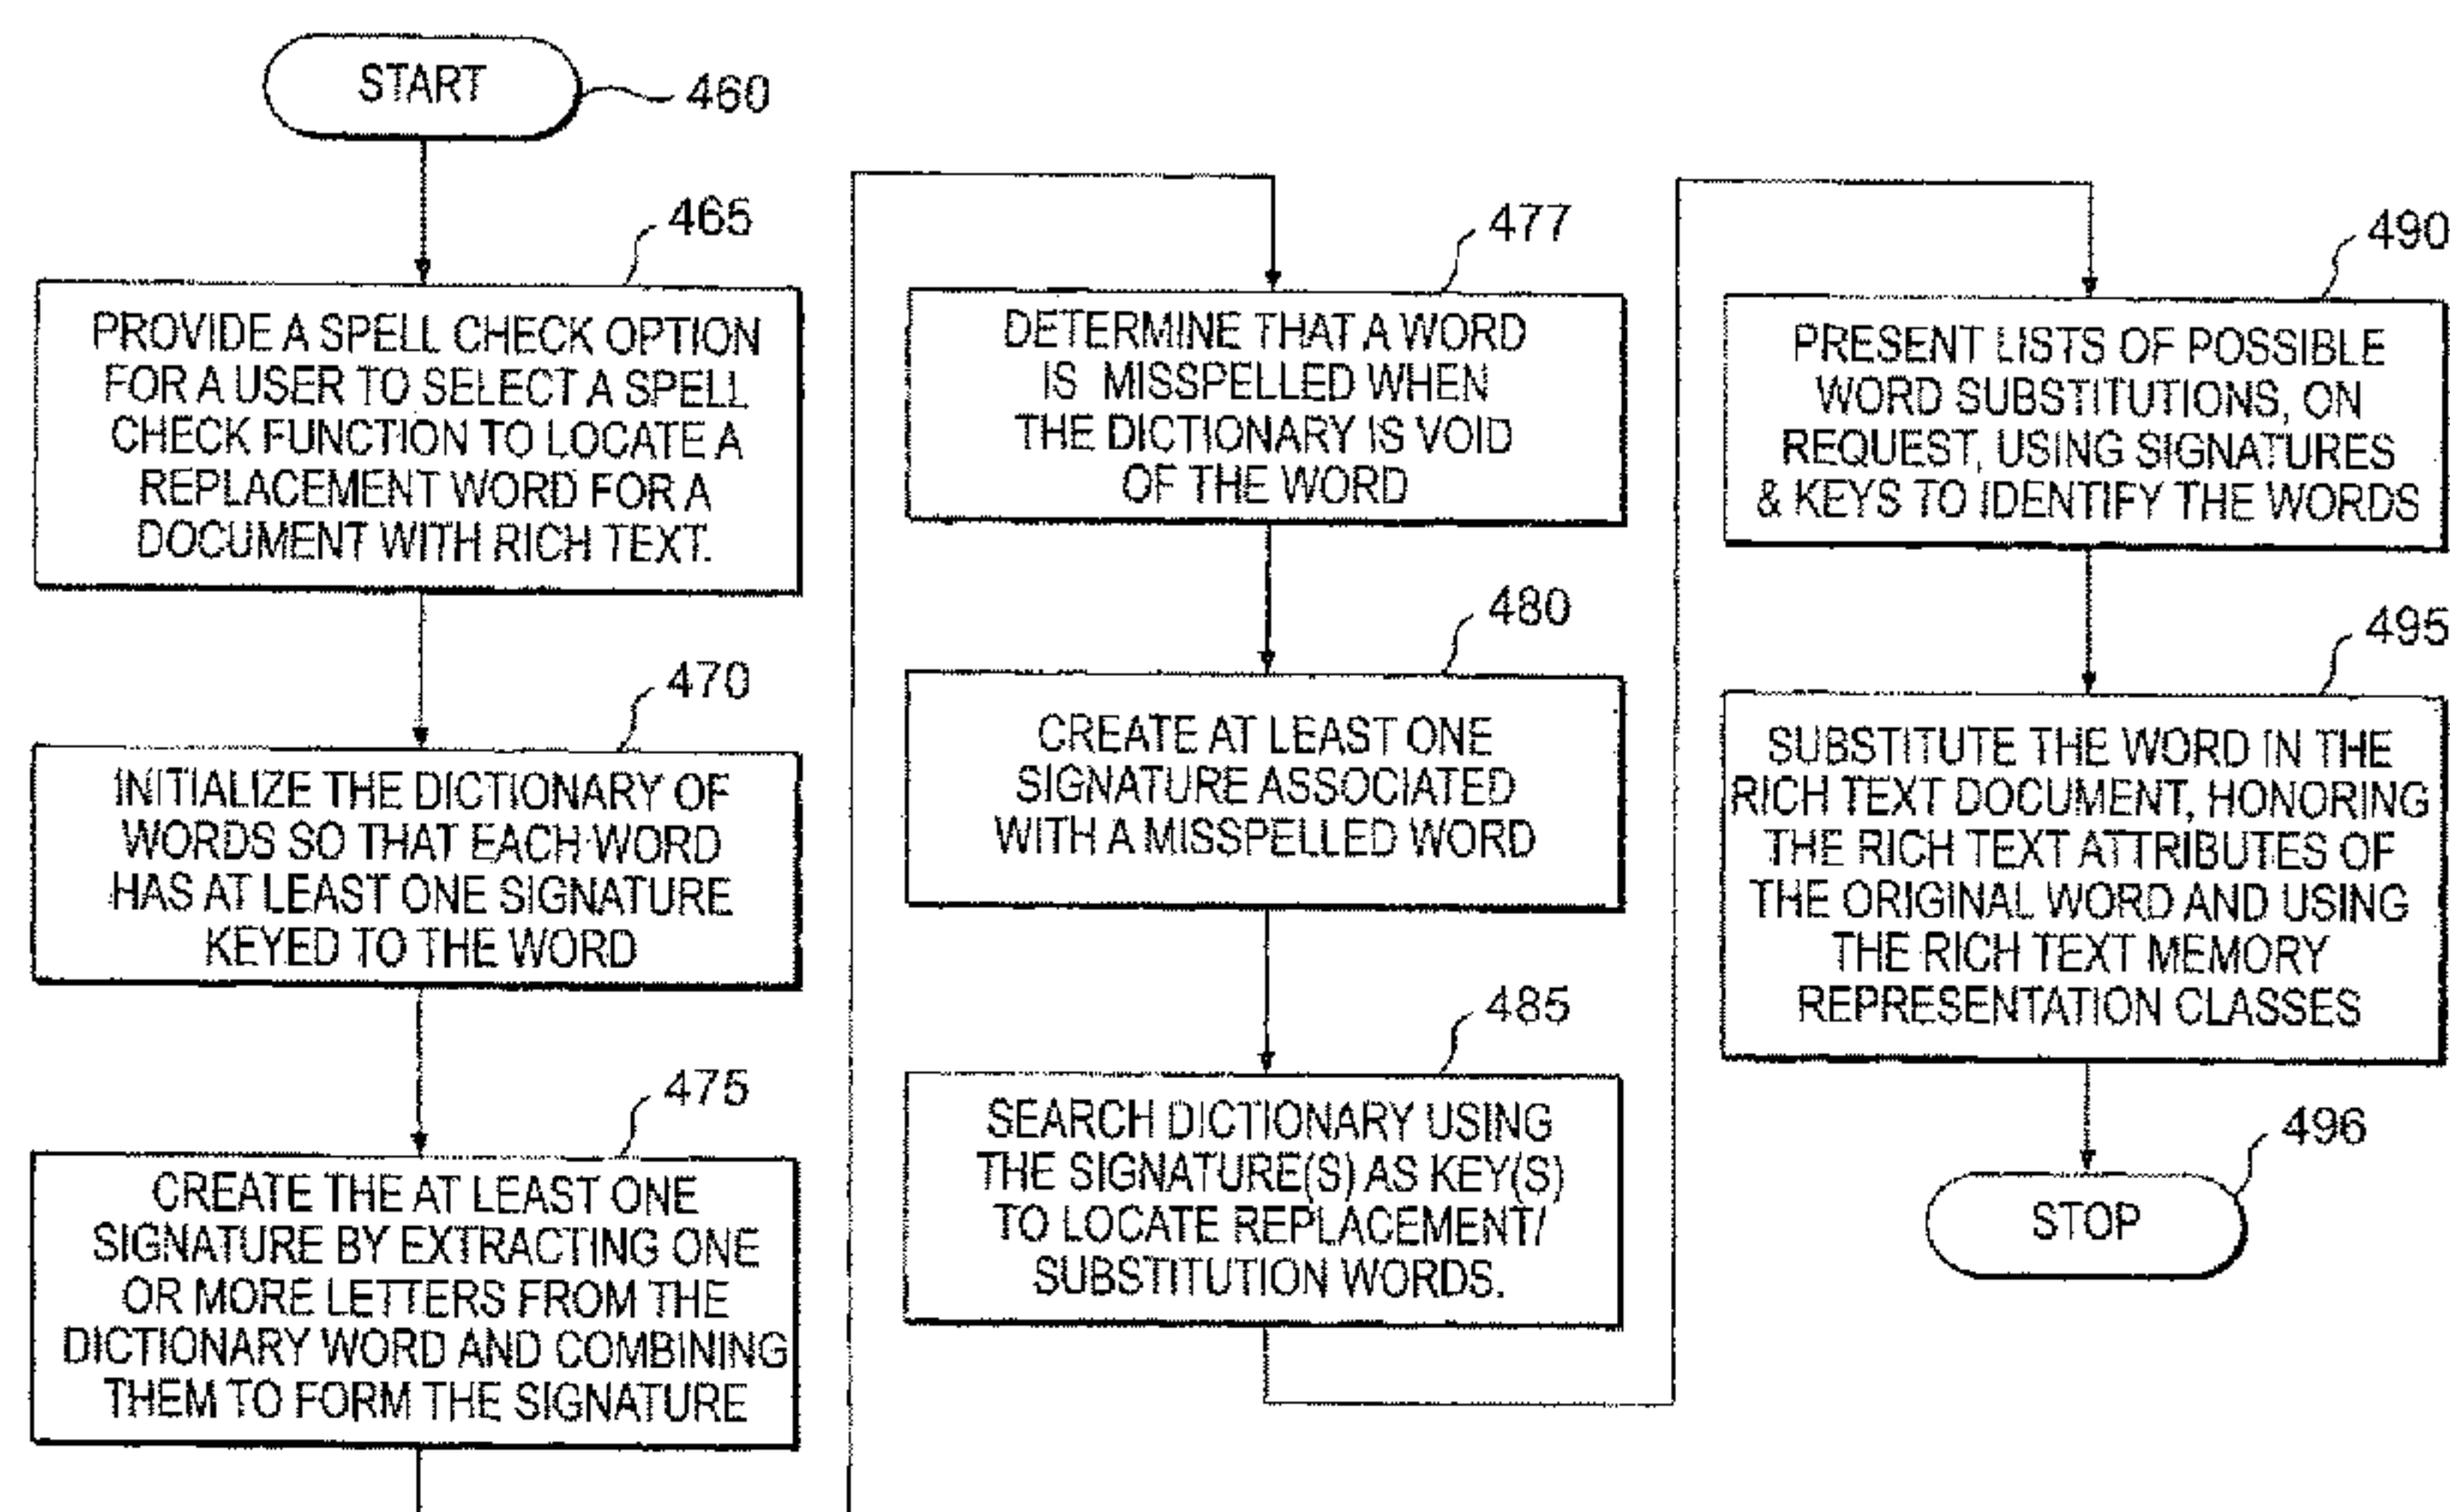 START
460
465
PROVIDE A SPELL CHECK OPTION
FOR A USER TO SELECT A SPELL
CHECK FUNCTION TO LOCATE A
REPLACEMENT WORD FOR A
DOCUMENT WITH RICH TEXT.
470
INITIALIZE THE DICTIONARY OF
WORDS SO THAT EACH WORD
HAS AT LEAST ONE SIGNATURE
KEYED TO THE WORD
475
CREATE THE AT LEAST ONE
SIGNATURE BY EXTRACTING ONE
OR MORE LETTERS FROM THE
DICTIONARY WORD AND COMBINING
THEM TO FORM THE SIGNATURE
477
DETERMINE THAT A WORD
IS MISSPELLED WHEN
THE DICTIONARY IS VOID
OF THE WORD
480
CREATE AT LEAST ONE
SIGNATURE ASSOCIATED
WITH A MISSPELLED WORD
485
SEARCH DICTIONARY USING
THE SIGNATURE(S) AS KEY(S)
TO LOCATE REPLACEMENT/
SUBSTITUTION WORDS.
490
PRESENT LISTS OF POSSIBLE
WORD SUBSTITUTIONS, ON
REQUEST, USING SIGNATURES
& KEYS TO IDENTIFY THE WORDS
495
SUBSTITUTE THE WORD IN THE
RICH TEXT DOCUMENT, HONORING
THE RICH TEXT ATTRIBUTES OF
THE ORIGINAL WORD AND USING
THE RICH TEXT MEMORY
REPRESENTATION CLASSES
496
STOP